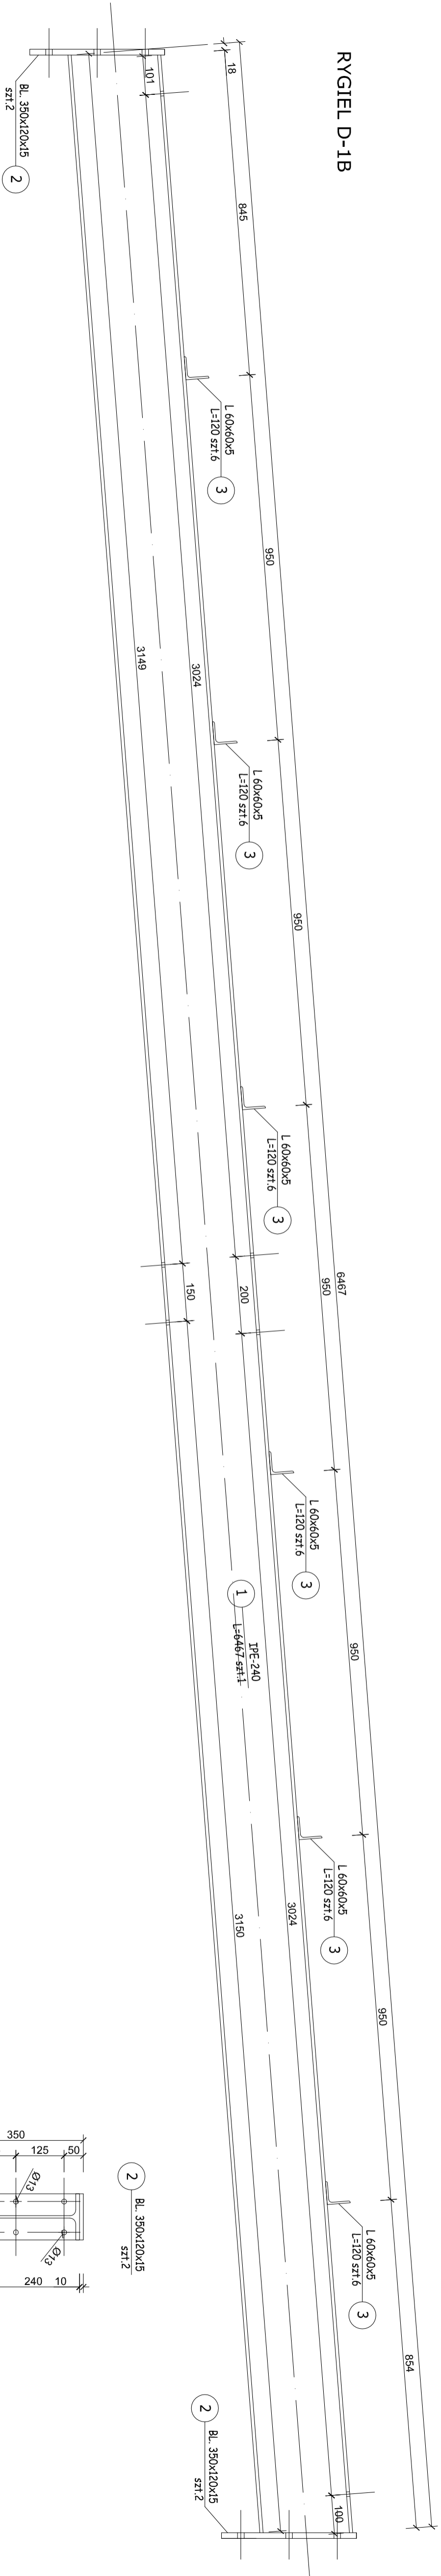 RYGIEL D-1B
18
845
950
950
950
950
950
854
6467
101
3024
200
3024
100
3149
150
3150
BL. 350x120x15
szt.2
2
L 60x60x5
L=120 szt.6
3
L 60x60x5
L=120 szt.6
3
L 60x60x5
L=120 szt.6
3
L 60x60x5
L=120 szt.6
3
L 60x60x5
L=120 szt.6
3
L 60x60x5
L=120 szt.6
3
1
IPE-240
L=6467 szt.1
2
BL. 350x120x15
szt.2
2
BL. 350x120x15
szt.2
350
125
50
Ø13
Ø13
240
10